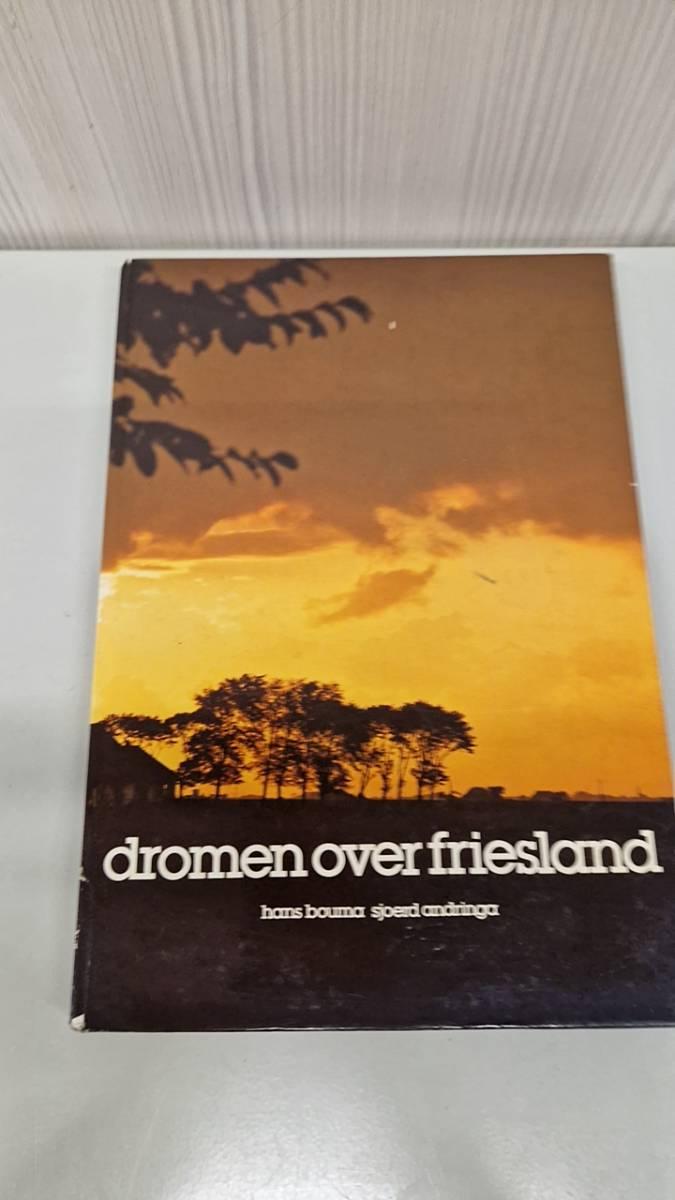 dromen over friesland
hans bouma sjoerd andringa